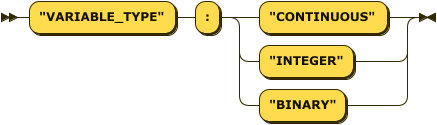 "VARIABLE_TYPE" : "CONTINUOUS"
"INTEGER"
"BINARY"